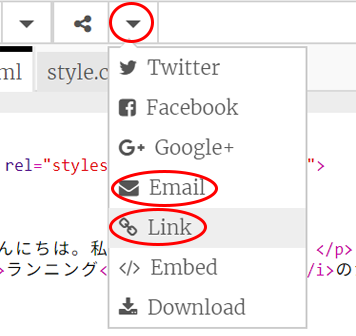 ml
style.c
Twitter
Facebook
Google+
rel="styles
">
Email
Link
んにちは。私
</p>
>ランニング<
/i>の
Embed
Download